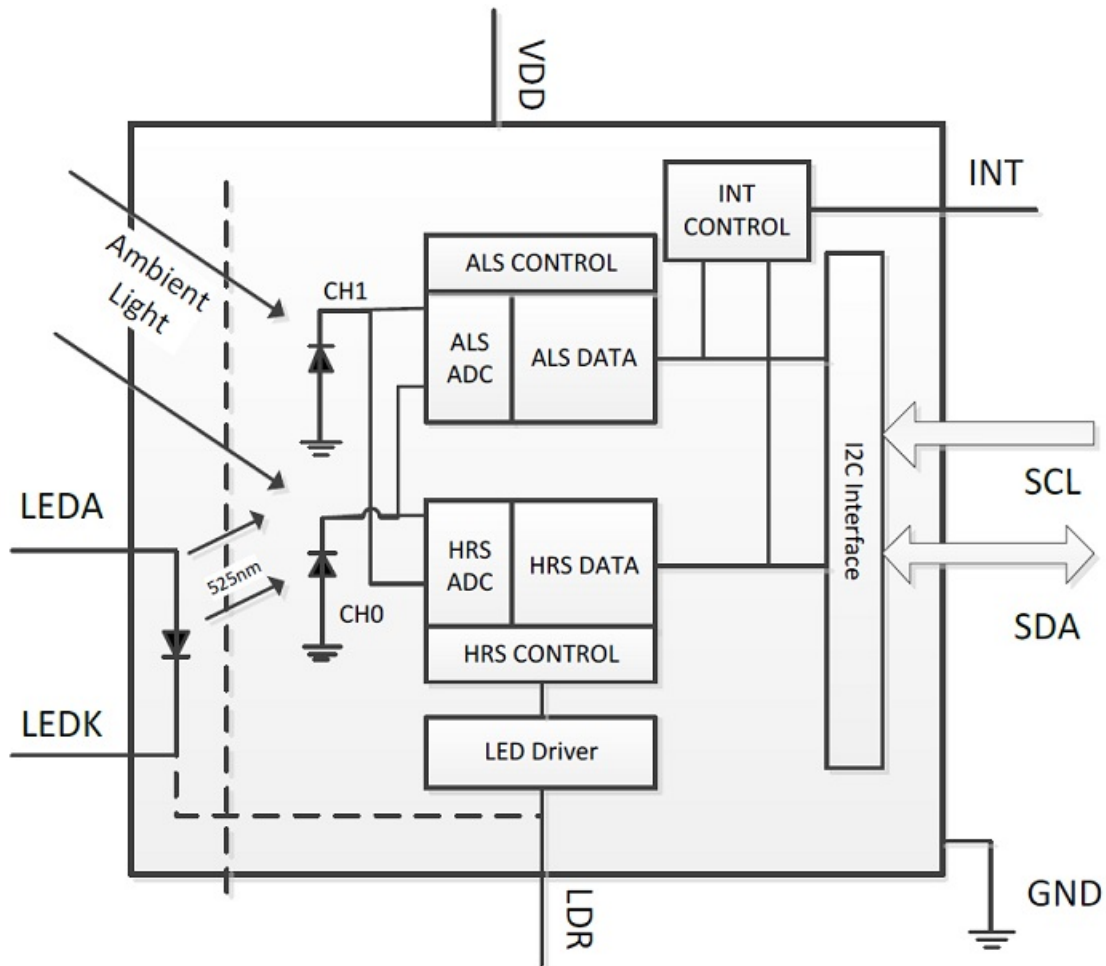 VDD
INT
INT
CONTROL
Ambient
Light
ALS CONTROL
CH1
ALS
ADC
ALS DATA
I2C Interface
SCL
LEDA
525nm
HRS
ADC
HRS DATA
CH0
SDA
HRS CONTROL
LEDK
LED Driver
GND
LDR